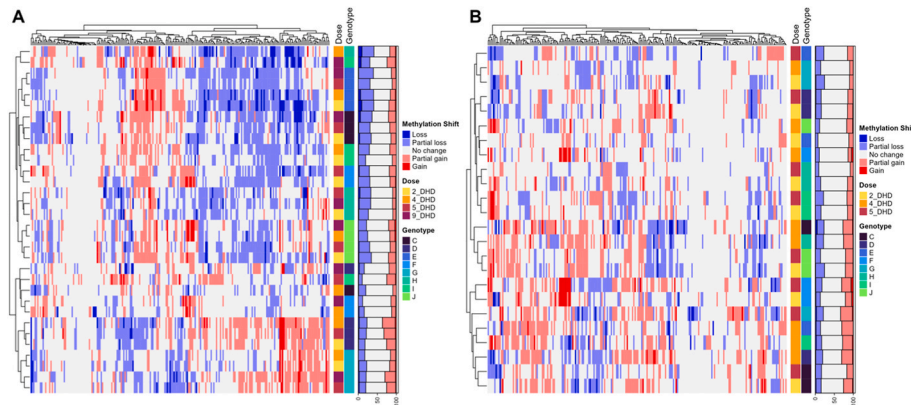 A
Dose
Genotype
Methylation Shift
Loss
Partial loss
No change
Partial gain
Gain
Dose
2_DHD
4_DHD
5_DHD
9_DHD
Genotype
C
D
E
F
G
H
I
J
0
50
100
B
Dose
Genotype
Methylation Shi
Loss
Partial loss
No change
Partial gain
Gain
Dose
2_DHD
4_DHD
5_DHD
Genotype
C
D
E
F
G
H
I
J
0
50
100